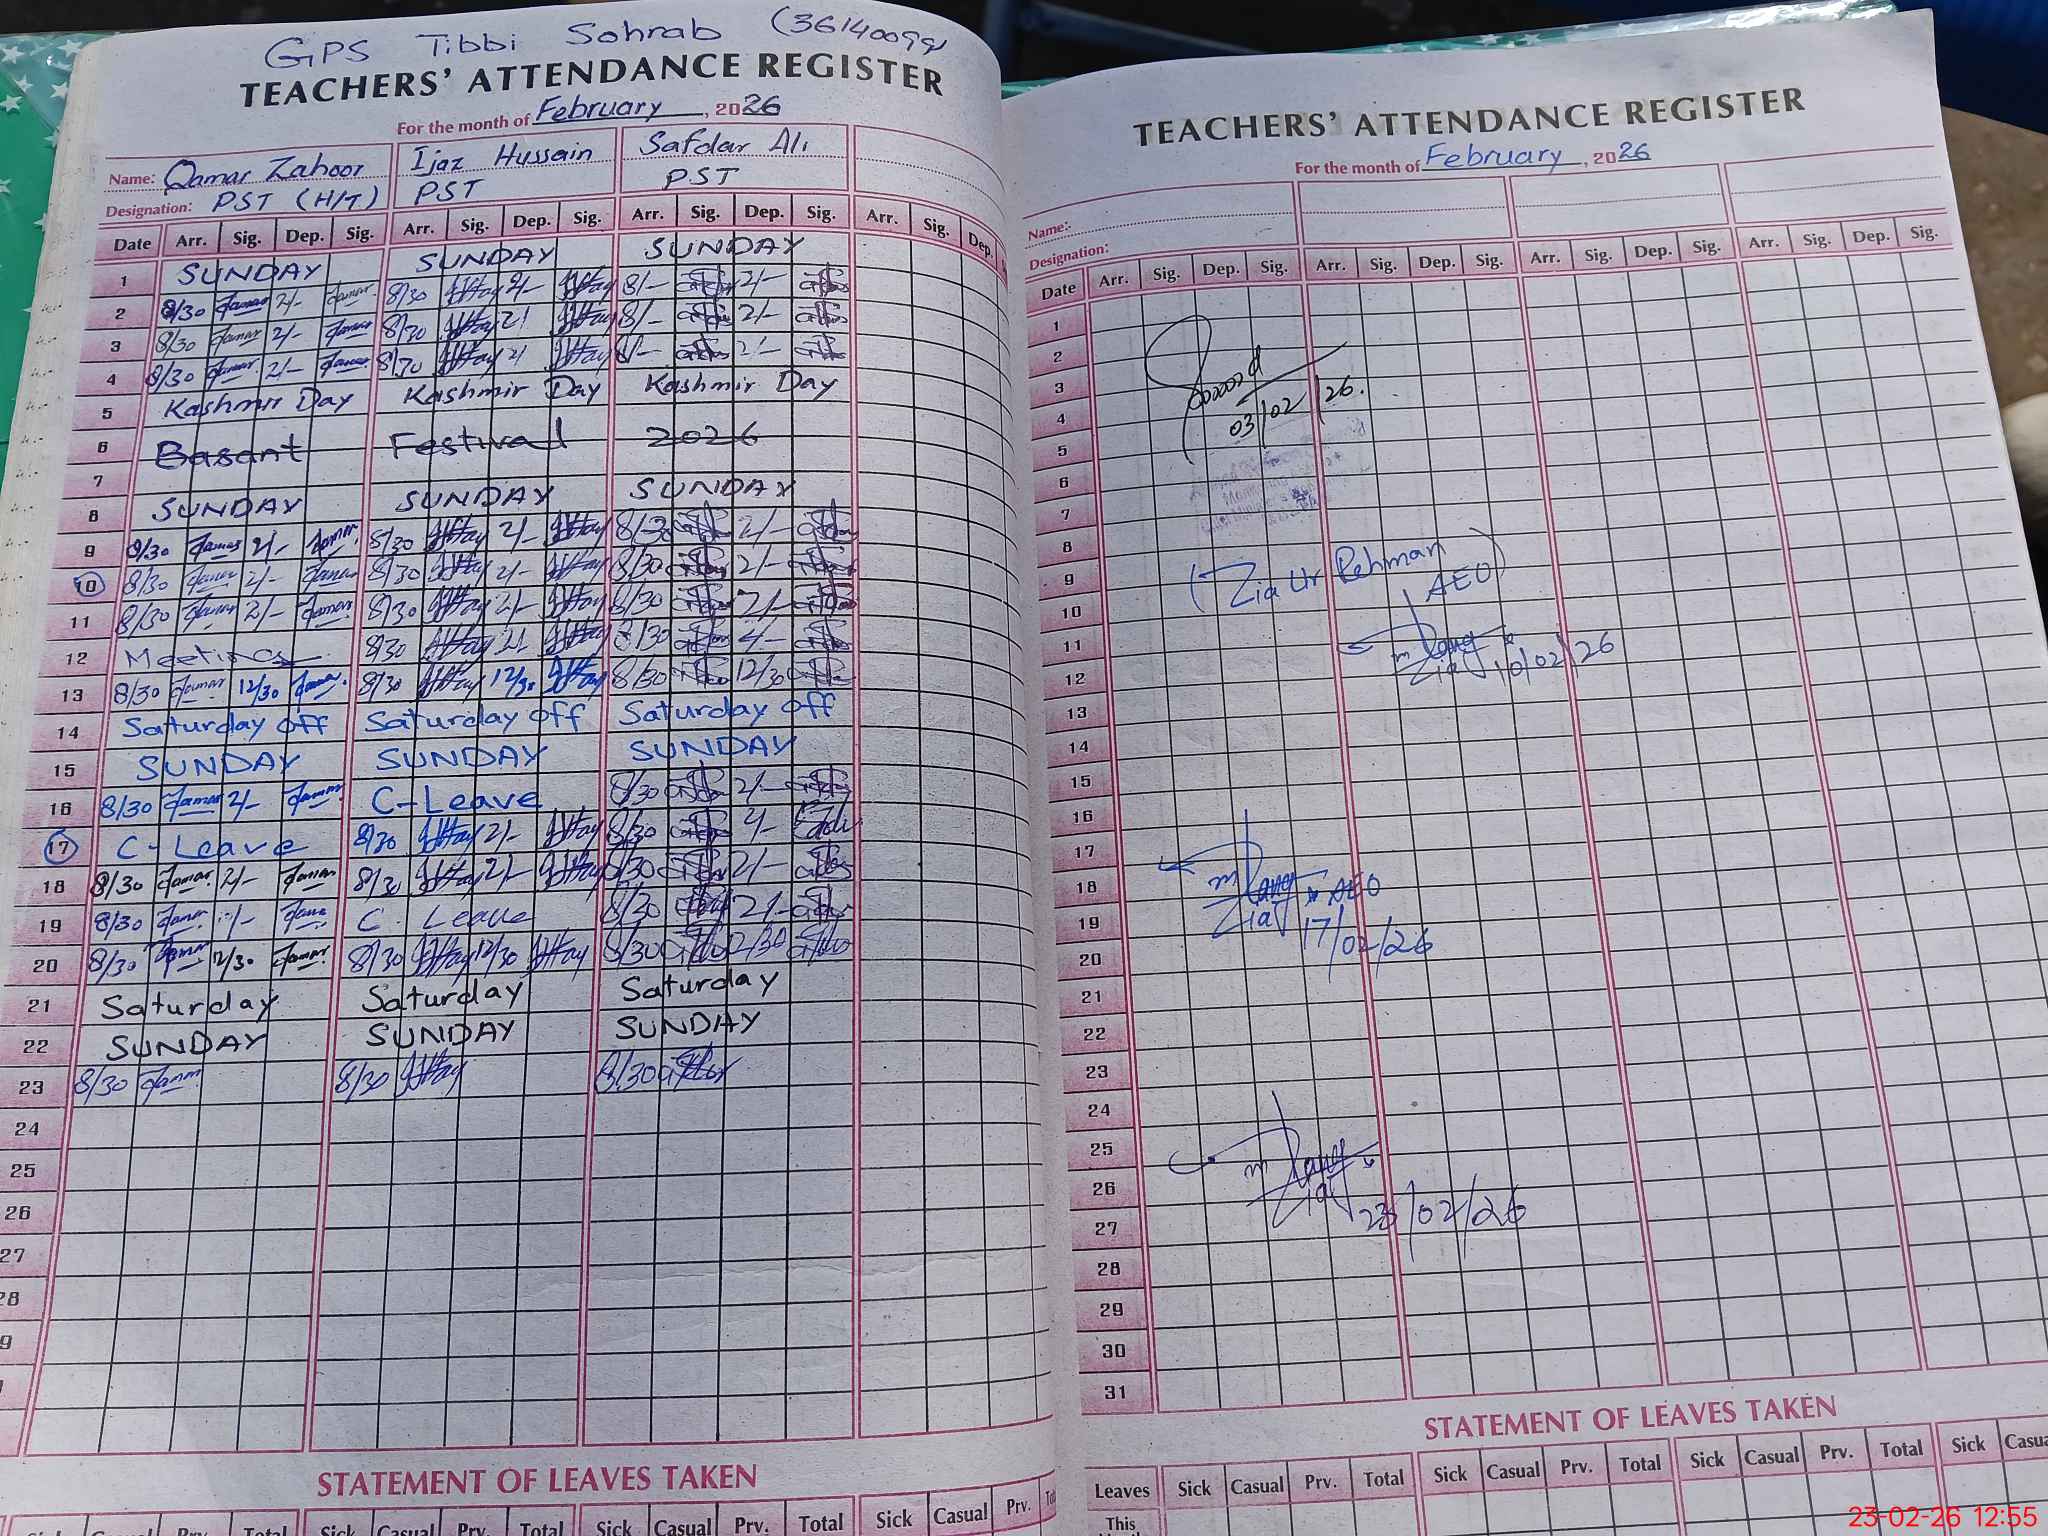 GPS Tibbi Sohrab (36140099)
TEACHERS' ATTENDANCE REGISTER
For the month of February, 2026
Name: Qamar Zahoor Ijaz Hussain Safdar Ali
Designation: PST (H/T) PST PST
Date Arr. Sig. Dep. Sig. Arr. Sig. Dep. Sig. Arr. Sig. Dep. Sig. Arr. Sig. Dep.
1 SUNDAY SUNDAY SUNDAY
2 8/30 2/- 8/30 2/- 8/- 2/-
3 8/30 2/- 8/30 2/ 8/- 2/-
4 8/30 2/- 8/30 2/ 8/- 2/-
5 Kashmir Day Kashmir Day Kashmir Day
6 Basant Festival 2026
7
8 SUNDAY SUNDAY SUNDAY
9 8/30 2/- 8/30 2/- 8/30 2/-
10 8/30 2/- 8/30 2/- 8/30 2/-
11 8/30 2/- 8/30 2/- 8/30 2/-
12 Meeting 8/30 2/ 8/30 4/-
13 8/30 12/30 8/30 12/30 8/30 12/30
14 Saturday off Saturday off Saturday off
15 SUNDAY SUNDAY SUNDAY
16 8/30 2/- C-Leave 8/30 2/-
17 C-Leave 8/30 2/- 8/30
18 8/30 2/- 8/30 2/- 8/30 2/-
19 8/30 C. Leave 8/30 2/-
20 8/30 12/30 8/30 12/30 8/30 12/30
21 Saturday Saturday Saturday
22 SUNDAY SUNDAY SUNDAY
23 8/30 8/30 8/30
24
25
26
27
28
9
STATEMENT OF LEAVES TAKEN
Sick Casual Prv. Total Sick Casual Prv. Total Sick Casual Prv. Total Sick Casual Prv.
TEACHERS' ATTENDANCE REGISTER
For the month of February, 2026
Name:
Designation:
Date Arr. Sig. Dep. Sig. Arr. Sig. Dep. Sig. Arr. Sig. Dep. Sig. Arr. Sig. Dep. Sig.
1
2
3
4 03/02/26.
5
6
7
8
9 (Zia Ur Rehman
10 AEO)
11
12 Zia 10/02/26
13
14
15
16
17
18 AEO
19 Zia 17/02/26
20
21
22
23
24
25
26 Zia
27 23/02/26
28
29
30
31
STATEMENT OF LEAVES TAKEN
Leaves Sick Casual Prv. Total Sick Casual Prv. Total Sick Casual Prv. Total Sick Casua
This
23-02-26 12:55